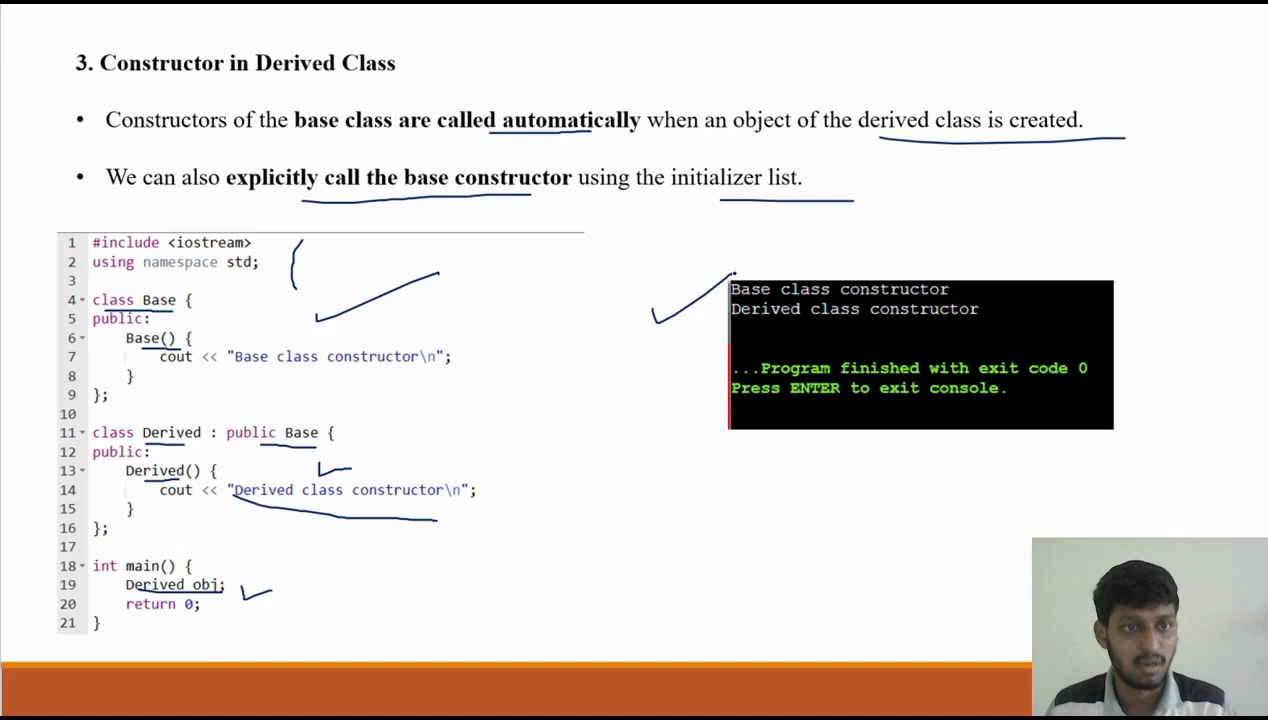 3. Constructor in Derived Class
• Constructors of the base class are called automatically when an object of the derived class is created.
• We can also explicitly call the base constructor using the initializer list.
1 #include <iostream>
2 using namespace std;
3
4 class Base {
5 public:
6 Base() {
7 cout << "Base class constructor\n";
8 }
9 };
10
11 class Derived : public Base {
12 public:
13 Derived() {
14 cout << "Derived class constructor\n";
15 }
16 };
17
18 int main() {
19 Derived obj;
20 return 0;
21 }
Base class constructor
Derived class constructor
...Program finished with exit code 0
Press ENTER to exit console.